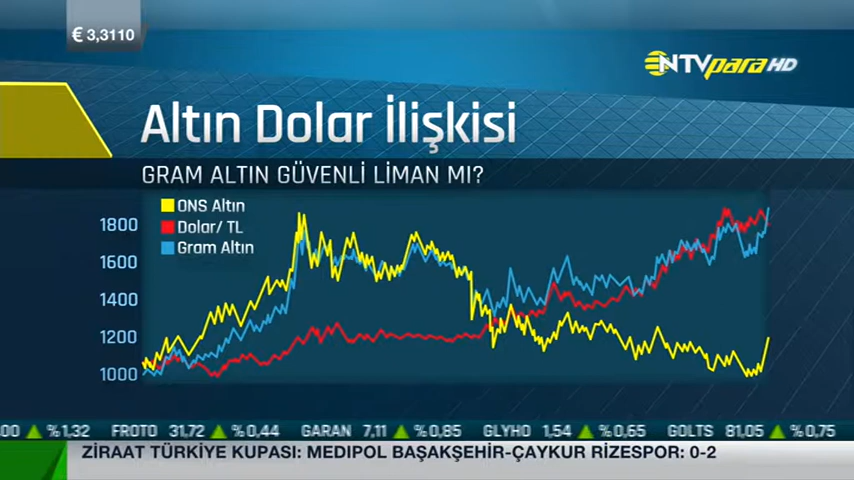 € 3,3110
NTVpara HD
Altın Dolar İlişkisi
GRAM ALTIN GÜVENLİ LİMAN MI?
ONS Altın
Dolar/ TL
Gram Altın
1800
1600
1400
1200
1000
00 %1,32 FROTO 31,72 %0,44 GARAN 7,11 %0,85 GLYHO 1,54 %0,65 GOLTS 81,05 %0,75
ZİRAAT TÜRKİYE KUPASI: MEDIPOL BAŞAKŞEHİR-ÇAYKUR RİZESPOR: 0-2